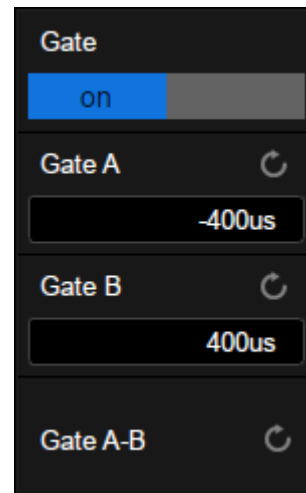 Gate
on
Gate A
-400us
Gate B
400us
Gate A-B